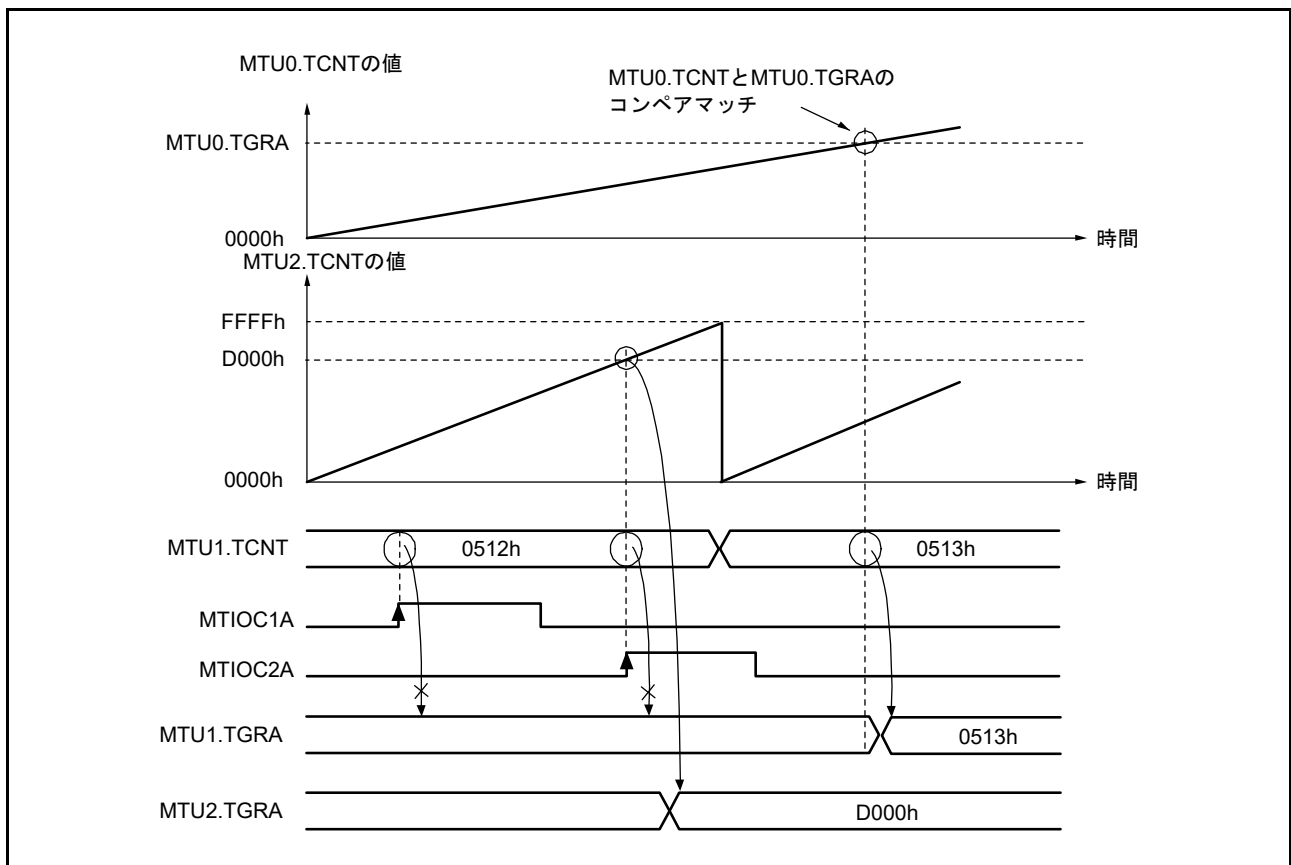 MTU0.TCNTの値
MTU0.TCNTとMTU0.TGRAの
コンペアマッチ
MTU0.TGRA
0000h
時間
MTU2.TCNTの値
FFFFh
D000h
0000h
時間
MTU1.TCNT
0512h
0513h
MTIOC1A
MTIOC2A
MTU1.TGRA
0513h
MTU2.TGRA
D000h